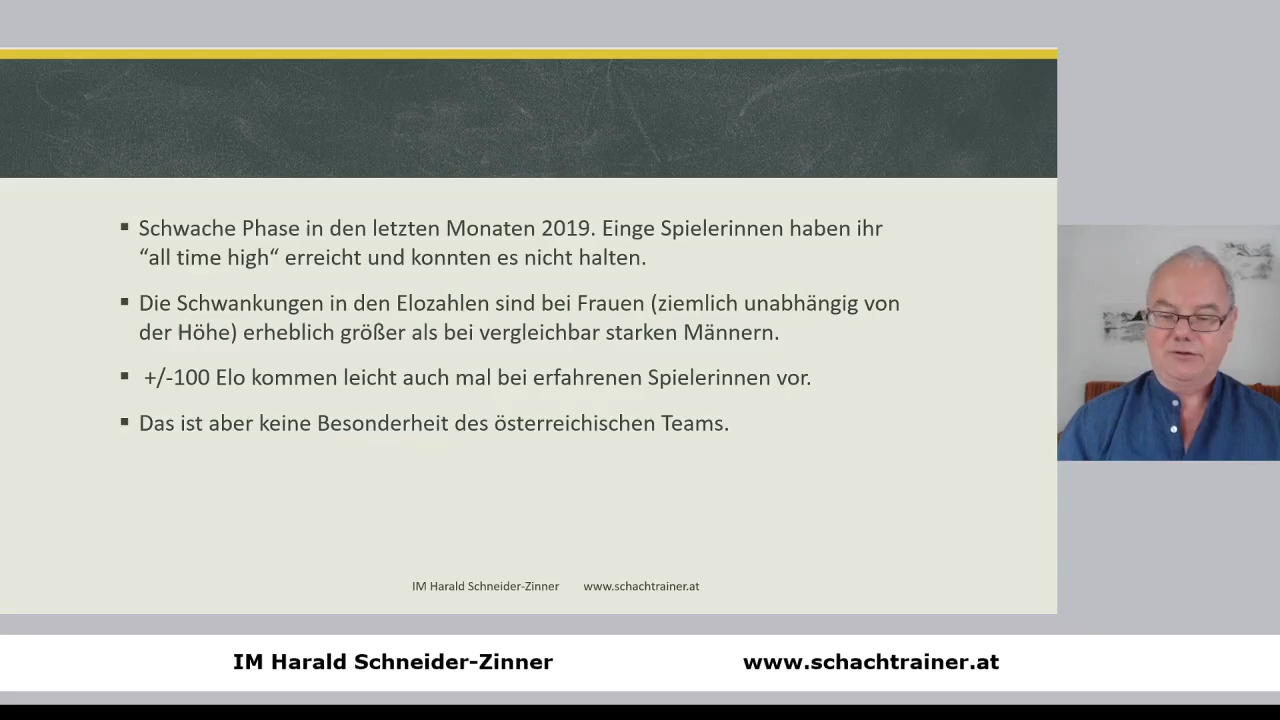 ▪ Schwache Phase in den letzten Monaten 2019. Einge Spielerinnen haben ihr
“all time high“ erreicht und konnten es nicht halten.
▪ Die Schwankungen in den Elozahlen sind bei Frauen (ziemlich unabhängig von
der Höhe) erheblich größer als bei vergleichbar starken Männern.
▪ +/-100 Elo kommen leicht auch mal bei erfahrenen Spielerinnen vor.
▪ Das ist aber keine Besonderheit des österreichischen Teams.
IM Harald Schneider-Zinner www.schachtrainer.at
IM Harald Schneider-Zinner www.schachtrainer.at